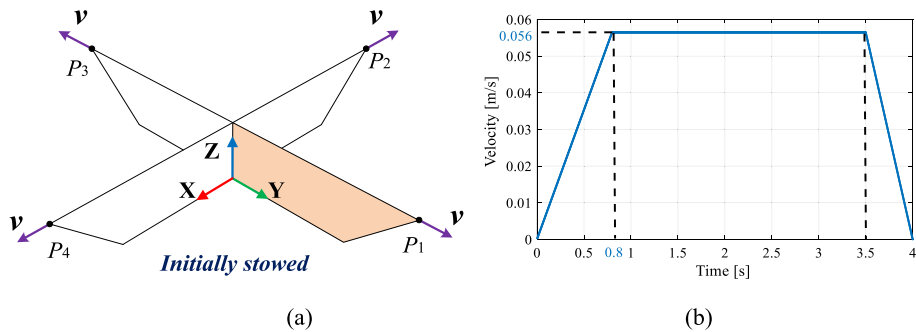 v
v
P3
P2
Z
X
Y
v
v
P4
P1
Initially stowed
(a)
0.06
0.056
0.05
0.04
0.03
0.02
0.01
0
Velocity [m/s]
0
0.5
0.8
1
1.5
2
2.5
3
3.5
4
Time [s]
(b)